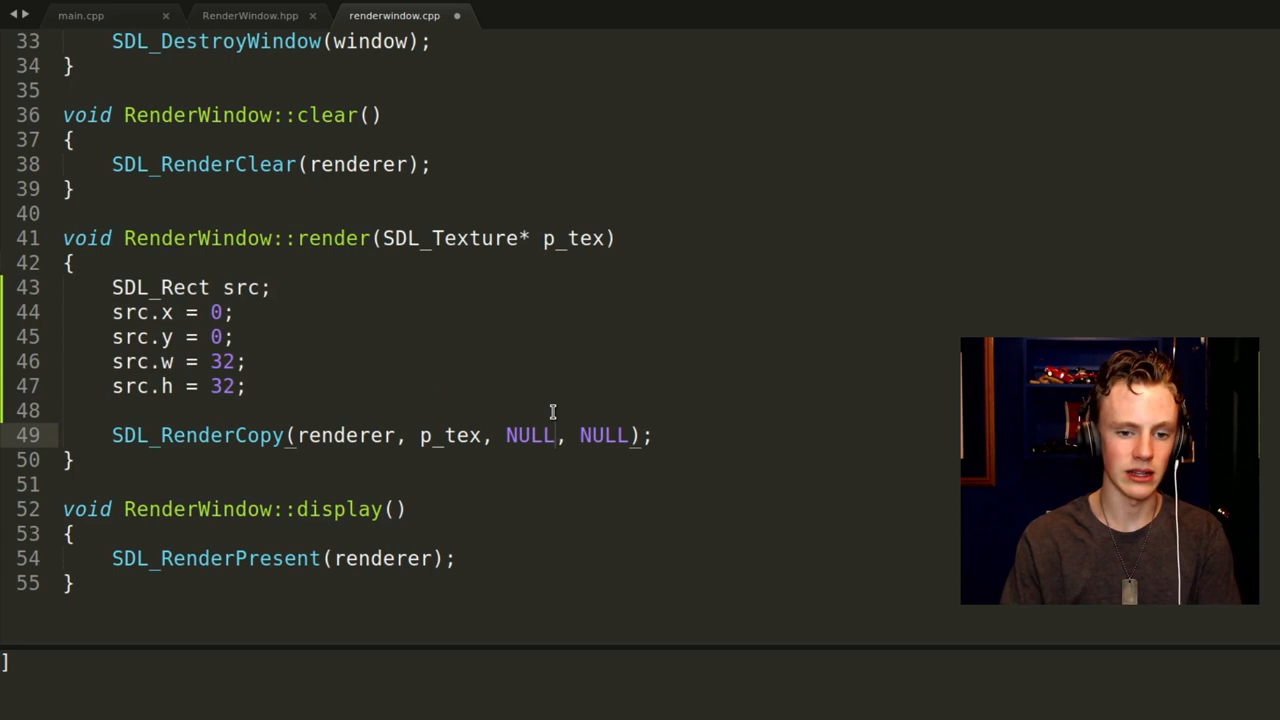 main.cpp × RenderWindow.hpp × renderwindow.cpp
33 SDL_DestroyWindow(window);
34 }
35
36 void RenderWindow::clear()
37 {
38 SDL_RenderClear(renderer);
39 }
40
41 void RenderWindow::render(SDL_Texture* p_tex)
42 {
43 SDL_Rect src;
44 src.x = 0;
45 src.y = 0;
46 src.w = 32;
47 src.h = 32;
48
49 SDL_RenderCopy(renderer, p_tex, NULL, NULL);
50 }
51
52 void RenderWindow::display()
53 {
54 SDL_RenderPresent(renderer);
55 }
]